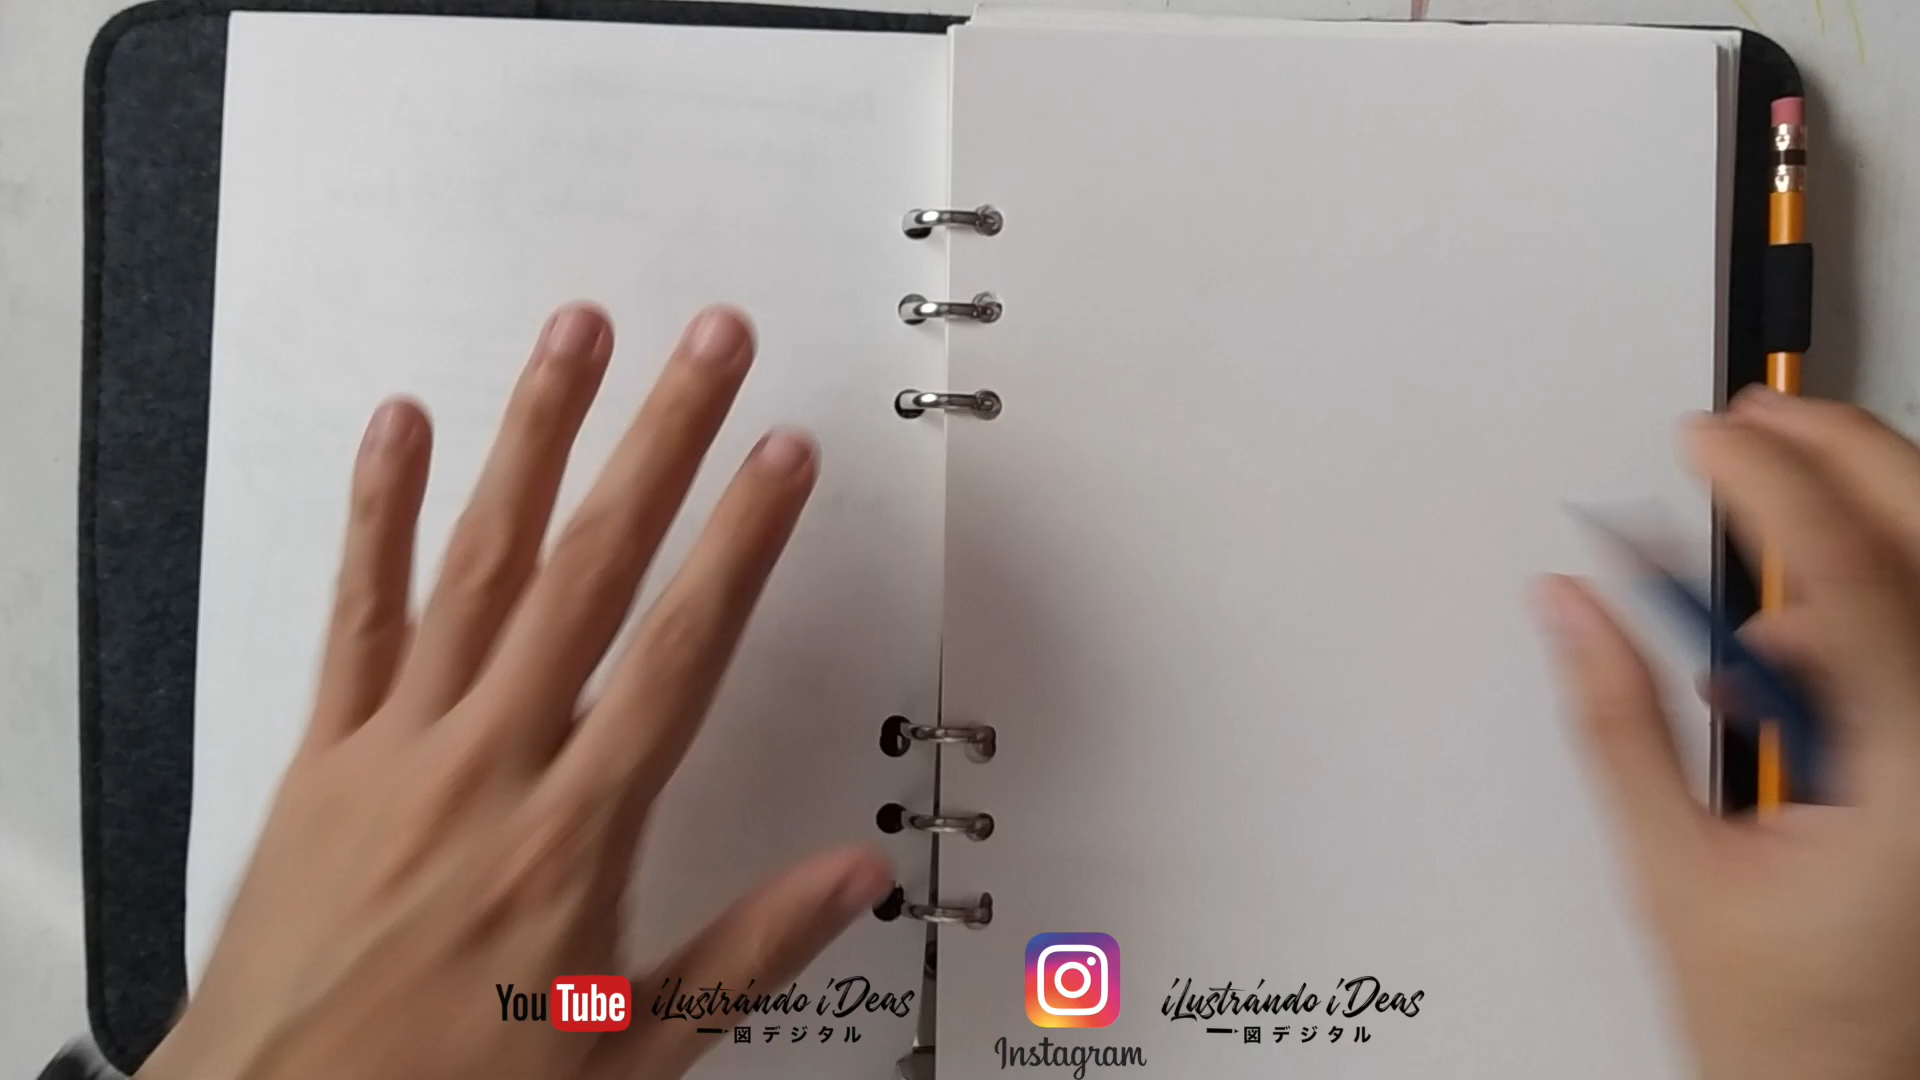 YouTube
iLustrándo iDeas
図デジタル
Instagram
iLustrándo iDeas
図デジタル